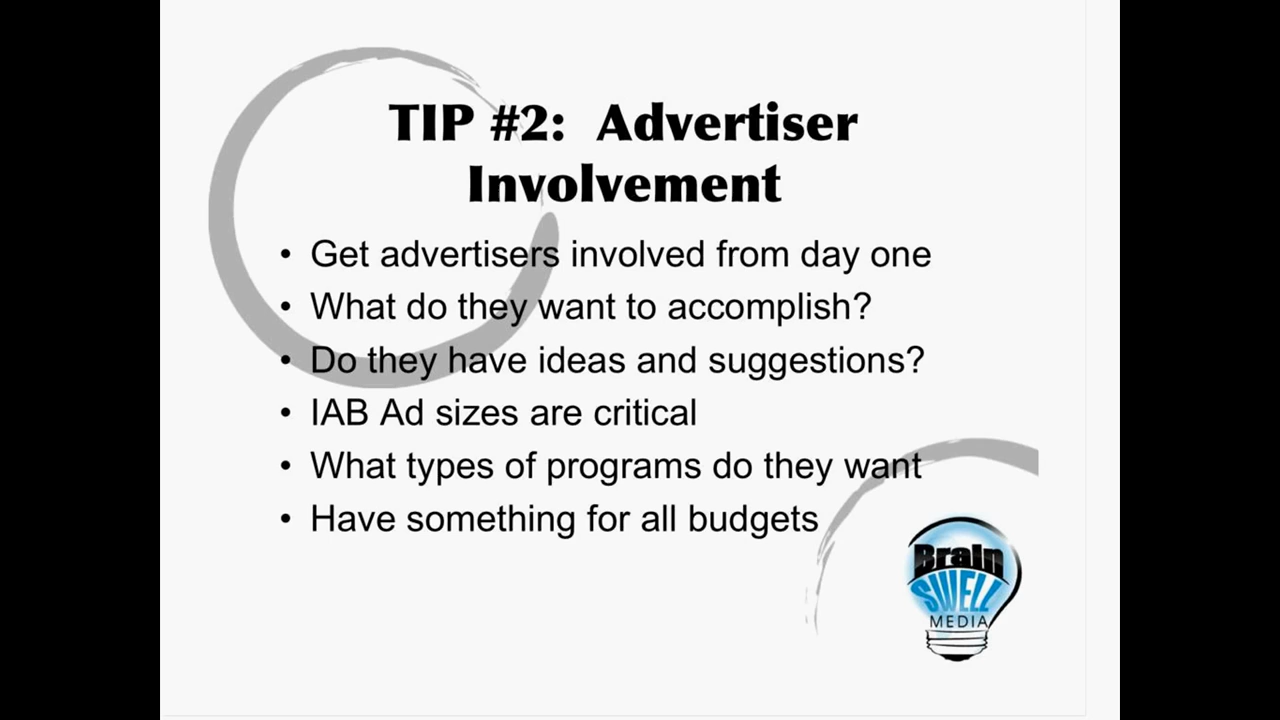 TIP #2: Advertiser
Involvement
• Get advertisers involved from day one
• What do they want to accomplish?
• Do they have ideas and suggestions?
• IAB Ad sizes are critical
• What types of programs do they want
• Have something for all budgets
Brain
SWELL
MEDIA